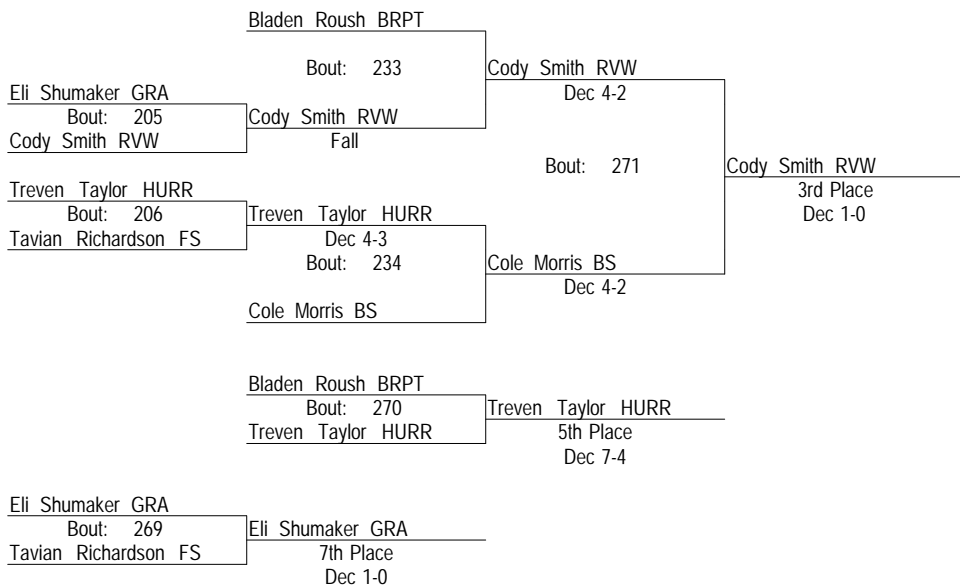 Bladen Roush BRPT
Bout: 233
Cody Smith RVW
Dec 4-2
Eli Shumaker GRA
Bout: 205
Cody Smith RVW
Cody Smith RVW
Fall
Bout: 271
Cody Smith RVW
3rd Place
Dec 1-0
Treven Taylor HURR
Bout: 206
Tavian Richardson FS
Treven Taylor HURR
Dec 4-3
Bout: 234
Cole Morris BS
Dec 4-2
Cole Morris BS
Bladen Roush BRPT
Bout: 270
Treven Taylor HURR
Treven Taylor HURR
5th Place
Dec 7-4
Eli Shumaker GRA
Bout: 269
Tavian Richardson FS
Eli Shumaker GRA
7th Place
Dec 1-0